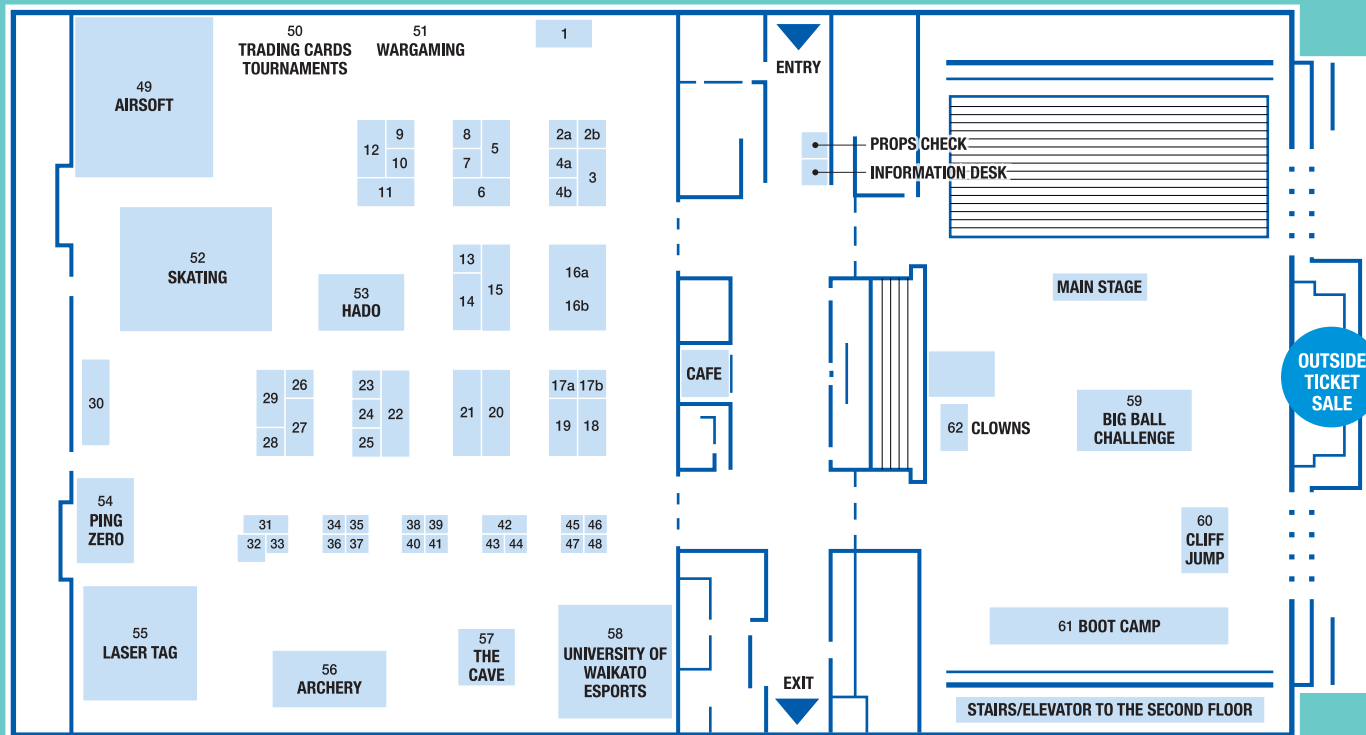 50
TRADING CARDS
TOURNAMENTS
51
WARGAMING
1
ENTRY
49
AIRSOFT
12
9
10
11
8
5
7
6
2a
2b
4a
3
4b
PROPS CHECK
INFORMATION DESK
52
SKATING
53
HADO
13
14
15
16a
16b
MAIN STAGE
30
29
26
27
28
23
24
22
25
21
20
17a
17b
19
18
CAFE
62 CLOWNS
59
BIG BALL
CHALLENGE
OUTSIDE
TICKET
SALE
54
PING
ZERO
31
32
33
34
35
36
37
38
39
40
41
42
43
44
45
46
47
48
60
CLIFF
JUMP
55
LASER TAG
56
ARCHERY
57
THE
CAVE
58
UNIVERSITY OF
WAIKATO
ESPORTS
61 BOOT CAMP
EXIT
STAIRS/ELEVATOR TO THE SECOND FLOOR